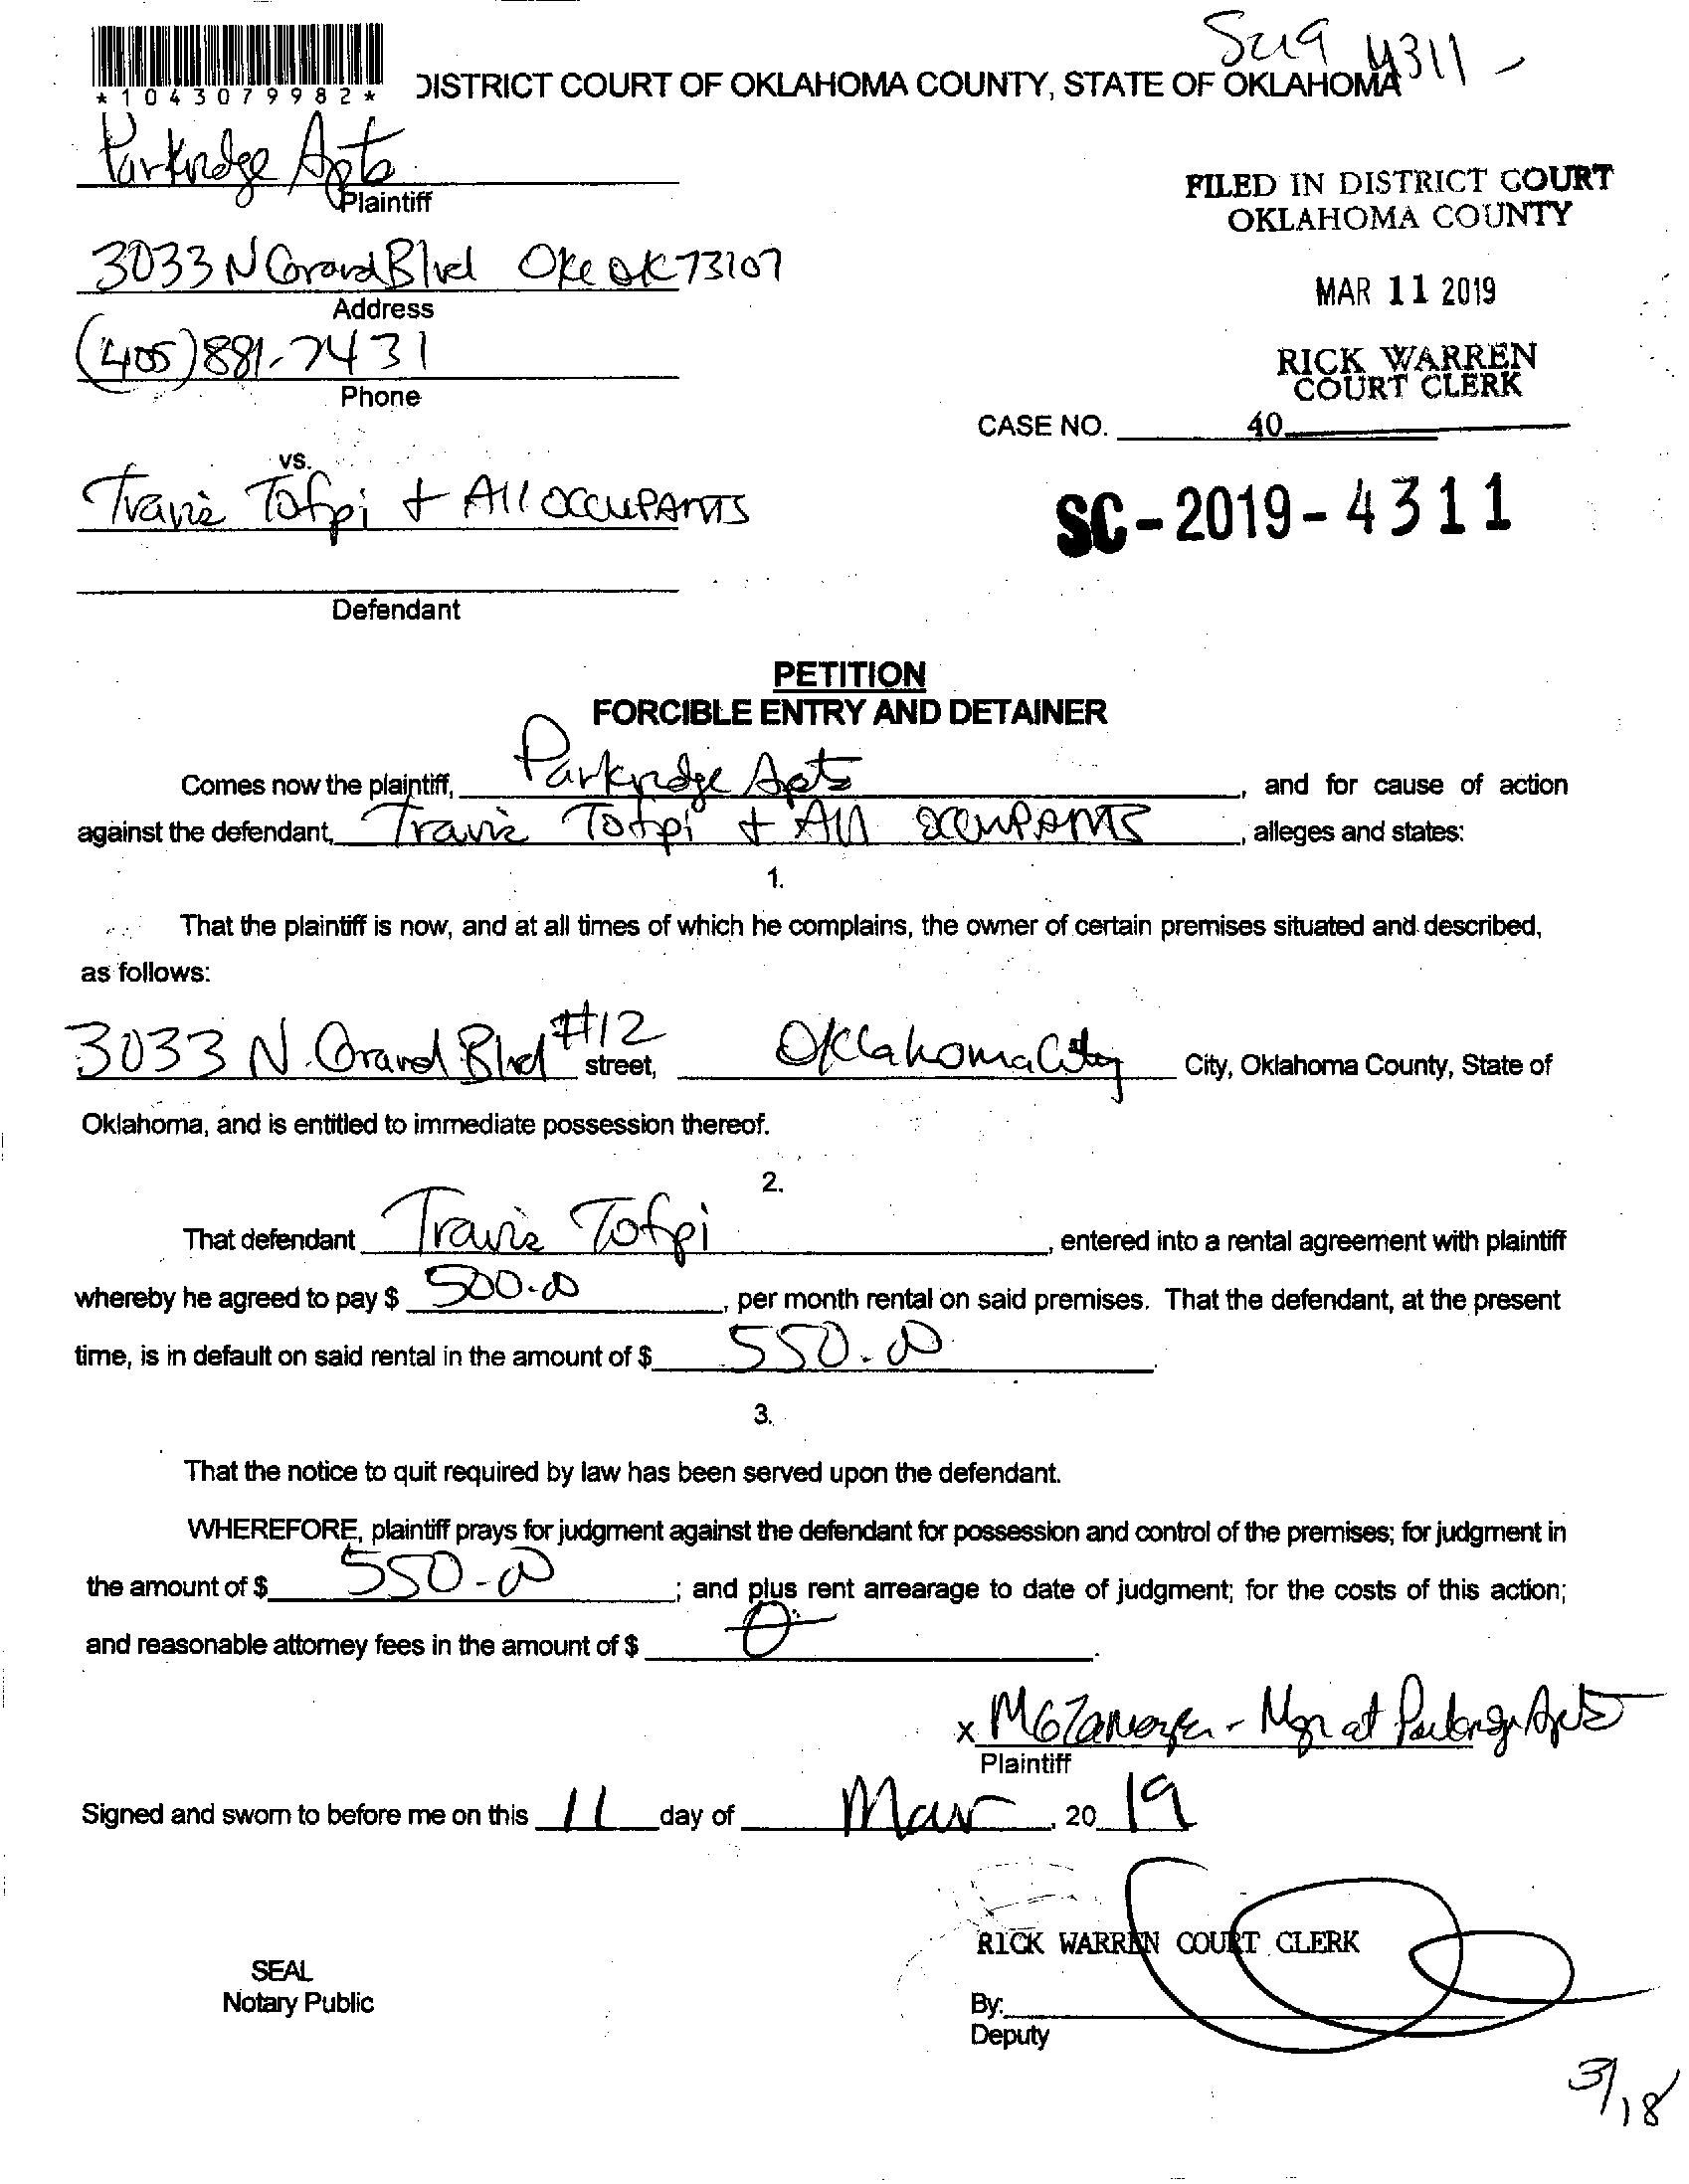 SC19 4311 -
*1043079982*
DISTRICT COURT OF OKLAHOMA COUNTY, STATE OF OKLAHOMA
Parkridge Apts
Plaintiff
FILED IN DISTRICT COURT
OKLAHOMA COUNTY
3033 N Grand Blvd OKC OK 73107
Address
MAR 11 2019
(405) 881-7431
Phone
RICK WARREN
COURT CLERK
CASE NO. 40
vs.
Travis Tofpi + All occupants
SC-2019-4311
Defendant
PETITION
FORCIBLE ENTRY AND DETAINER
Comes now the plaintiff, Parkridge Apts, and for cause of action
against the defendant, Travis Tofpi + All occupants, alleges and states:
1.
That the plaintiff is now, and at all times of which he complains, the owner of certain premises situated and described,
as follows:
3033 N. Grand Blvd #12 street, Oklahoma City City, Oklahoma County, State of
Oklahoma, and is entitled to immediate possession thereof.
2.
That defendant Travis Tofpi, entered into a rental agreement with plaintiff
whereby he agreed to pay $ 500.00, per month rental on said premises. That the defendant, at the present
time, is in default on said rental in the amount of $ 550.00.
3.
That the notice to quit required by law has been served upon the defendant.
WHEREFORE, plaintiff prays for judgment against the defendant for possession and control of the premises; for judgment in
the amount of $ 550-00; and plus rent arrearage to date of judgment; for the costs of this action;
and reasonable attorney fees in the amount of $ 0.
x - Mgr at Parkridge Apts
Plaintiff
Signed and sworn to before me on this 11 day of Mar, 20 19
RICK WARREN COURT CLERK
SEAL
Notary Public
By:
Deputy
3/18